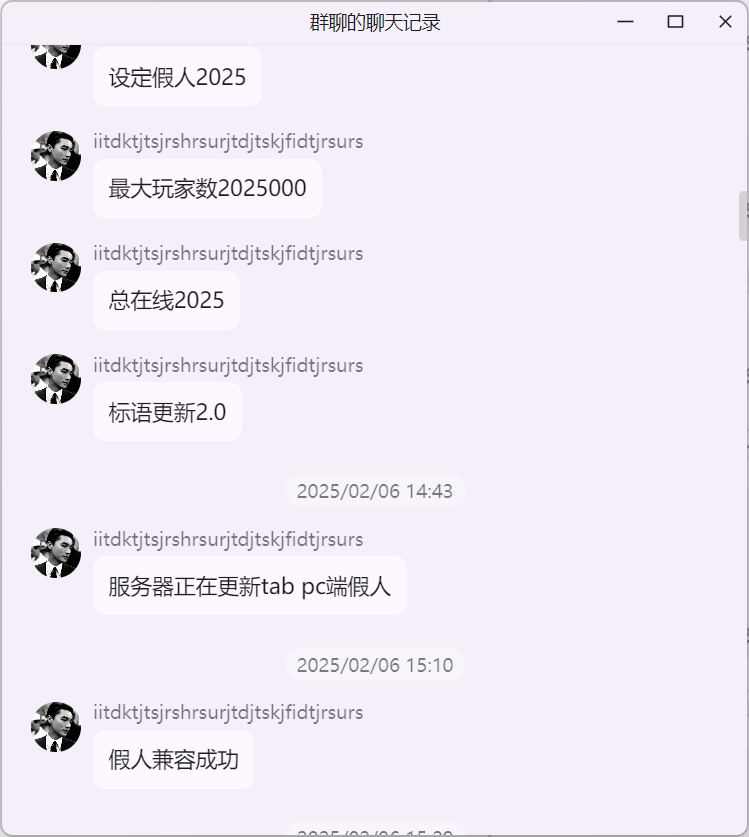 群聊的聊天记录
设定假人2025
iitdktjtsjrshrsurjtdjtskjfidtjrsurs
最大玩家数2025000
iitdktjtsjrshrsurjtdjtskjfidtjrsurs
总在线2025
iitdktjtsjrshrsurjtdjtskjfidtjrsurs
标语更新2.0
2025/02/06 14:43
iitdktjtsjrshrsurjtdjtskjfidtjrsurs
服务器正在更新tab pc端假人
2025/02/06 15:10
iitdktjtsjrshrsurjtdjtskjfidtjrsurs
假人兼容成功